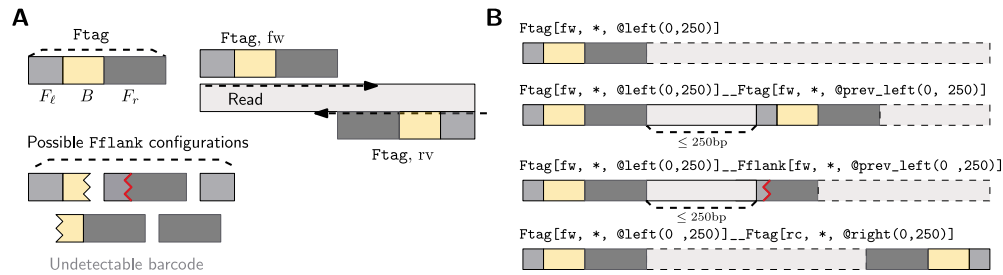 A
Ftag
F_ℓ B F_r
Ftag, fw
Read
Ftag, rv
Possible Fflank configurations
Undetectable barcode
B
Ftag[fw, *, @left(0,250)]
Ftag[fw, *, @left(0,250)]__Ftag[fw, *, @prev_left(0, 250)]
≤ 250bp
Ftag[fw, *, @left(0,250)]__Fflank[fw, *, @prev_left(0 ,250)]
≤ 250bp
Ftag[fw, *, @left(0 ,250)]__Ftag[rc, *, @right(0,250)]